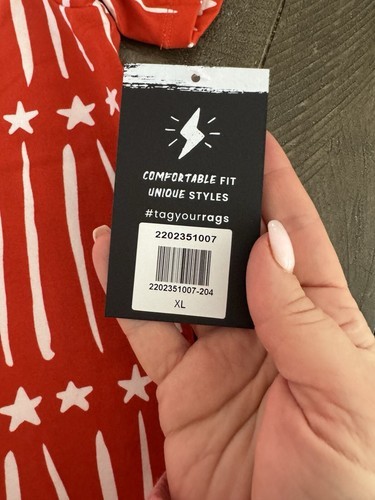 COMFORTABLE FIT
UNIQUE STYLES
#tagyourrags
2202351007
2202351007-204
XL